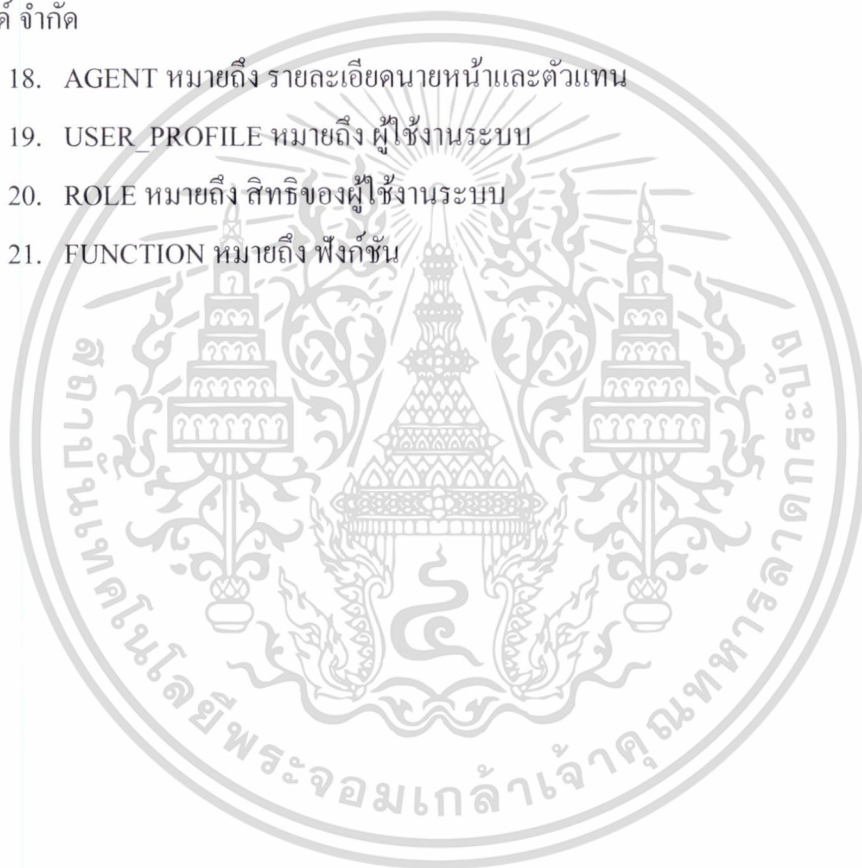 ด์ จำกัด
18. AGENT หมายถึง รายละเอียดนายหน้าและตัวแทน
19. USER_PROFILE หมายถึง ผู้ใช้งานระบบ
20. ROLE หมายถึง สิทธิของผู้ใช้งานระบบ
21. FUNCTION หมายถึง ฟังก์ชัน
สถาบันเทคโนโลยีพระจอมเกล้าเจ้าคุณทหารลาดกระบัง